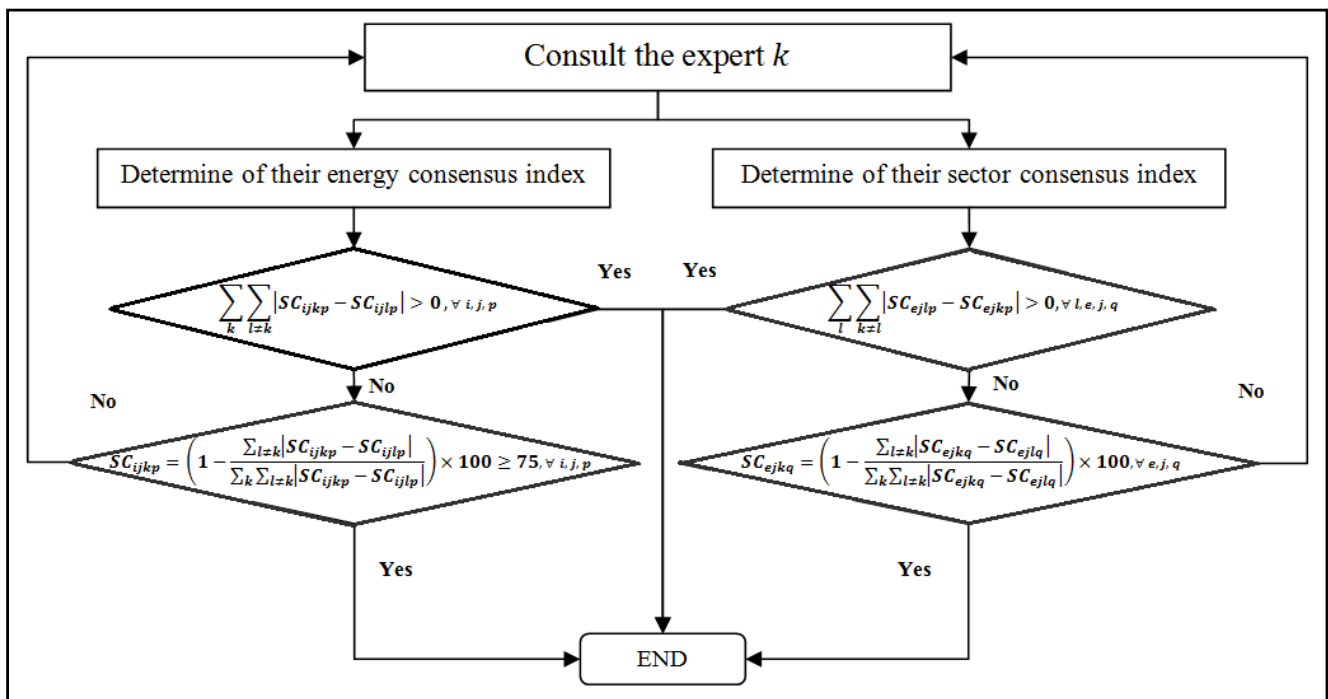 Consult the expert k
Determine of their energy consensus index
Determine of their sector consensus index
Yes
Yes
∑_k ∑_{l≠k} |SC_{ijkp} − SC_{ijlp}| > 0, ∀ i, j, p
∑_l ∑_{k≠l} |SC_{ejlp} − SC_{ejkp}| > 0, ∀ l, e, j, q
No
No
No
No
SC_{ijkp} = (1 − ∑_{l≠k}|SC_{ijkp} − SC_{ijlp}| / ∑_k ∑_{l≠k}|SC_{ijkp} − SC_{ijlp}|) × 100 ≥ 75, ∀ i, j, p
SC_{ejkq} = (1 − ∑_{l≠k}|SC_{ejkq} − SC_{ejlq}| / ∑_k ∑_{l≠k}|SC_{ejkq} − SC_{ejlq}|) × 100, ∀ e, j, q
Yes
Yes
END